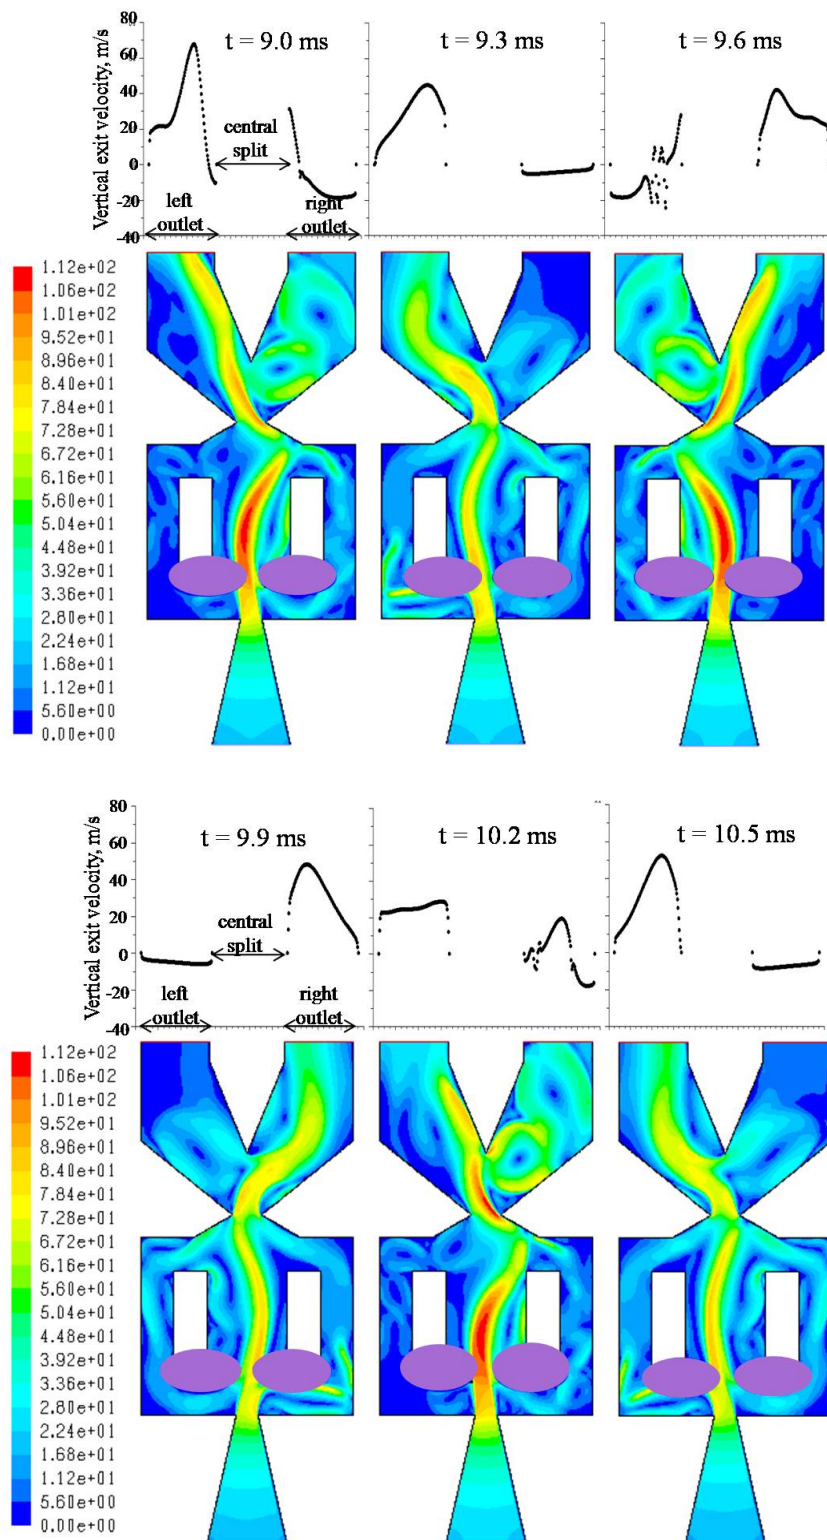 80
60
40
20
0
-20
-40
Vertical exit velocity, m/s
t = 9.0 ms
t = 9.3 ms
t = 9.6 ms
central
split
left
outlet
right
outlet
1.12e+02
1.06e+02
1.01e+02
9.52e+01
8.96e+01
8.40e+01
7.84e+01
7.28e+01
6.72e+01
6.16e+01
5.60e+01
5.04e+01
4.48e+01
3.92e+01
3.36e+01
2.80e+01
2.24e+01
1.68e+01
1.12e+01
5.60e+00
0.00e+00
80
60
40
20
0
-20
-40
Vertical exit velocity, m/s
t = 9.9 ms
t = 10.2 ms
t = 10.5 ms
central
split
left
outlet
right
outlet
1.12e+02
1.06e+02
1.01e+02
9.52e+01
8.96e+01
8.40e+01
7.84e+01
7.28e+01
6.72e+01
6.16e+01
5.60e+01
5.04e+01
4.48e+01
3.92e+01
3.36e+01
2.80e+01
2.24e+01
1.68e+01
1.12e+01
5.60e+00
0.00e+00